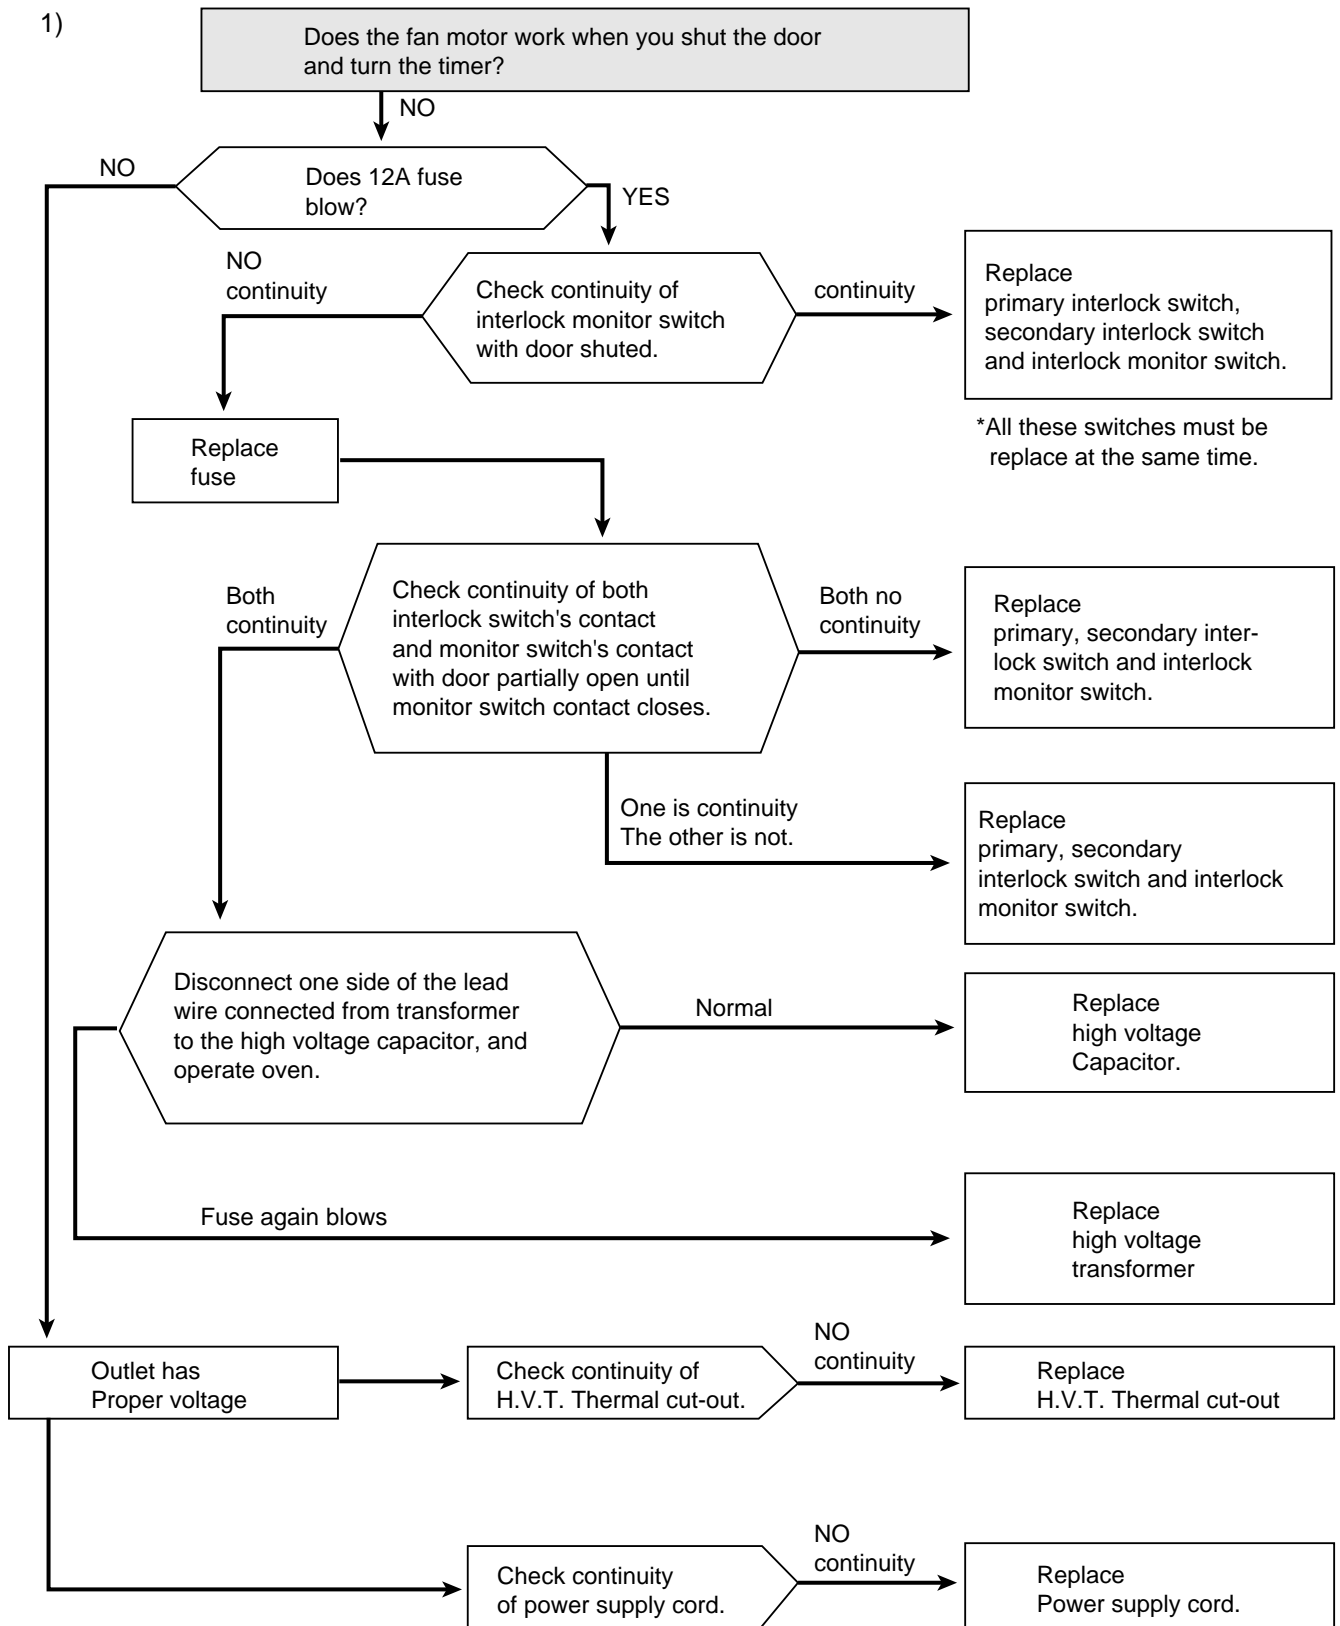 1)
Does the fan motor work when you shut the door
and turn the timer?
NO
NO
Does 12A fuse
blow?
YES
NO
continuity
Check continuity of
interlock monitor switch
with door shuted.
continuity
Replace
primary interlock switch,
secondary interlock switch
and interlock monitor switch.
*All these switches must be
replace at the same time.
Replace
fuse
Both
continuity
Check continuity of both
interlock switch's contact
and monitor switch's contact
with door partially open until
monitor switch contact closes.
Both no
continuity
Replace
primary, secondary inter-
lock switch and interlock
monitor switch.
One is continuity
The other is not.
Replace
primary, secondary
interlock switch and interlock
monitor switch.
Disconnect one side of the lead
wire connected from transformer
to the high voltage capacitor, and
operate oven.
Normal
Replace
high voltage
Capacitor.
Fuse again blows
Replace
high voltage
transformer
Outlet has
Proper voltage
Check continuity of
H.V.T. Thermal cut-out.
NO
continuity
Replace
H.V.T. Thermal cut-out
Check continuity
of power supply cord.
NO
continuity
Replace
Power supply cord.